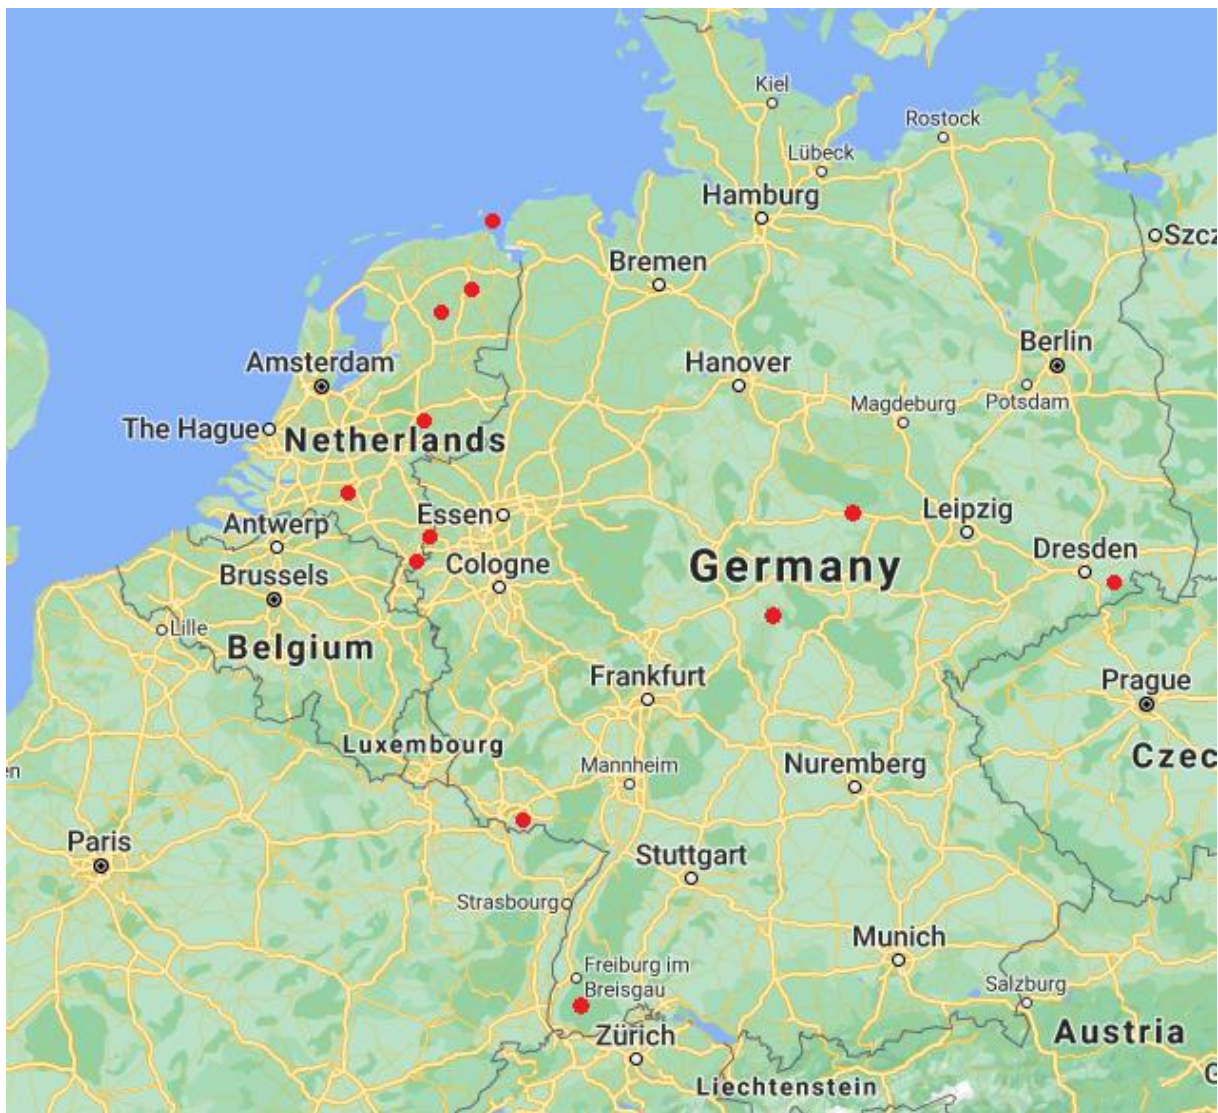 Kiel
Rostock
Lübeck
Hamburg
Szcz
Bremen
Berlin
Amsterdam
Hanover
Magdeburg
Potsdam
The Hague
Netherlands
Antwerp
Essen
Leipzig
Brussels
Cologne
Germany
Dresden
Lille
Belgium
Frankfurt
Prague
Luxembourg
Mannheim
Nuremberg
Czec
en
Paris
Stuttgart
Strasbourg
Munich
Freiburg im
Breisgau
Salzburg
Zürich
Austria
Liechtenstein
G